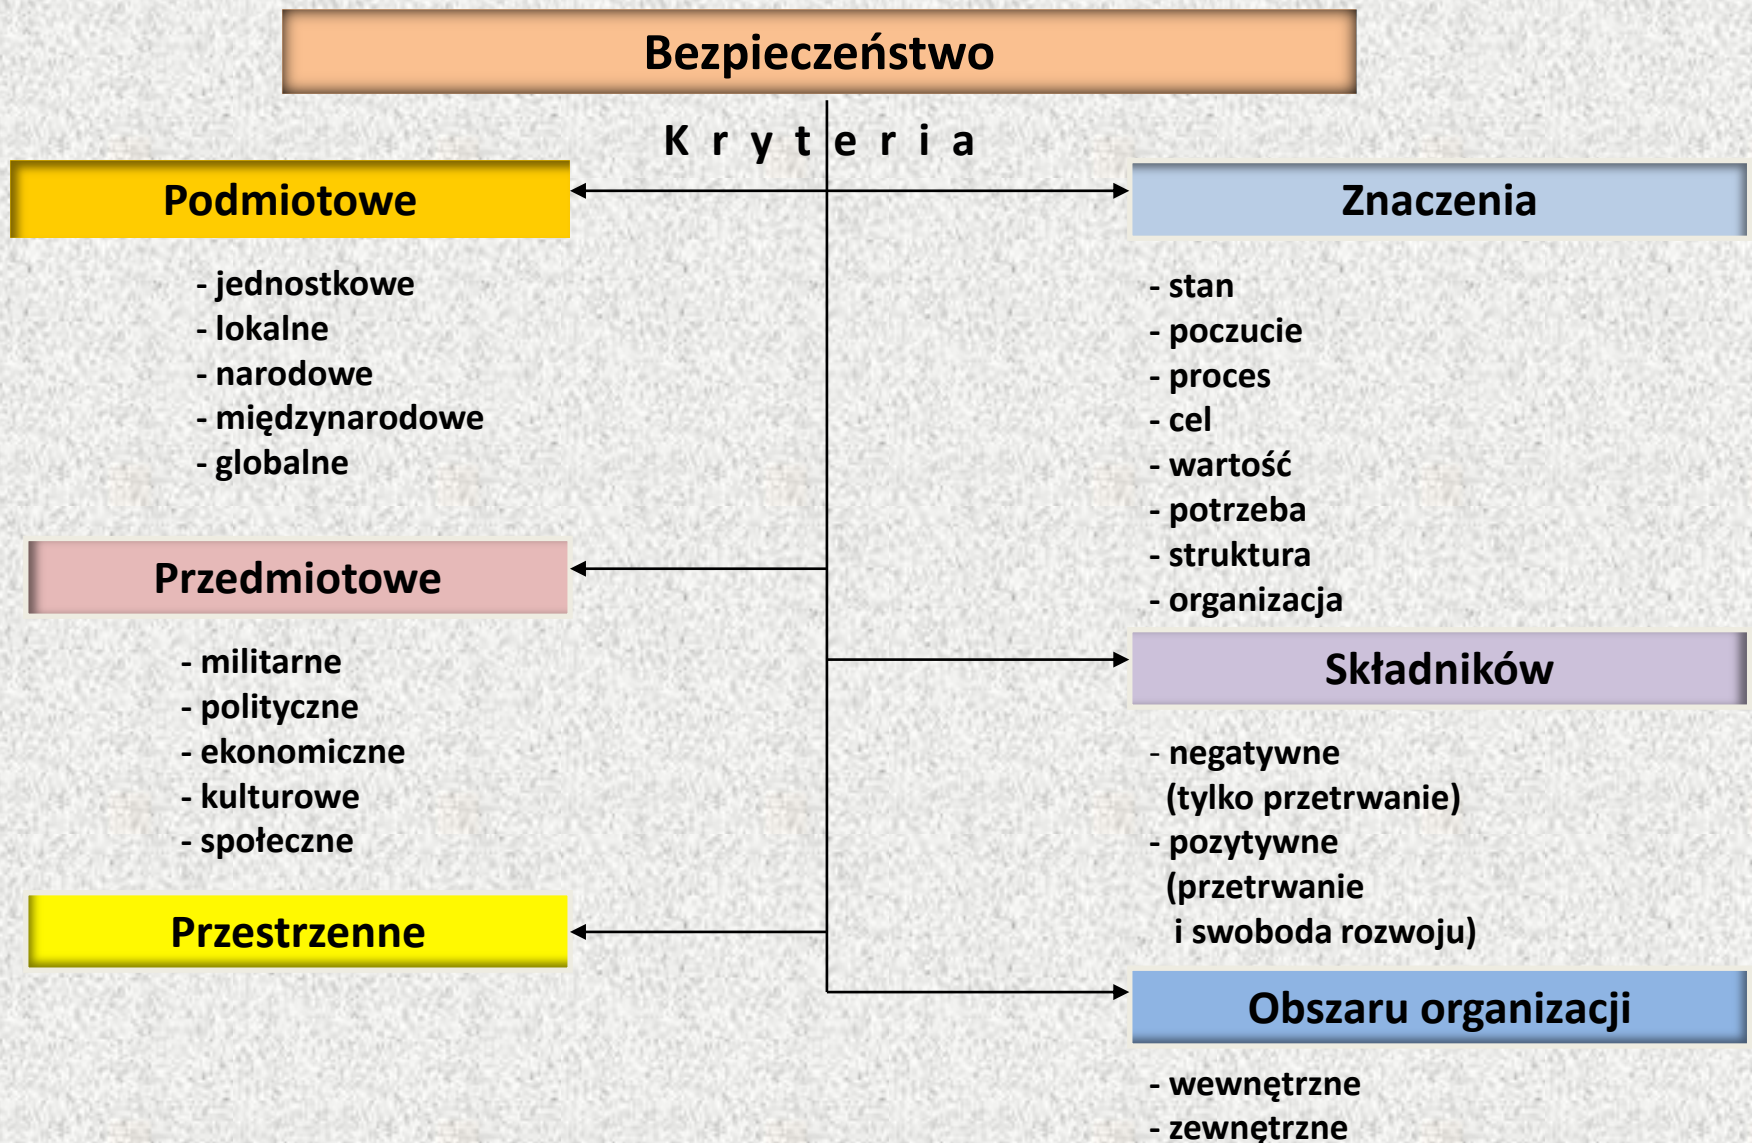 Bezpieczeństwo
K r y t e r i a
Podmiotowe
- jednostkowe
- lokalne
- narodowe
- międzynarodowe
- globalne
Przedmiotowe
- militarne
- polityczne
- ekonomiczne
- kulturowe
- społeczne
Przestrzenne
Znaczenia
- stan
- poczucie
- proces
- cel
- wartość
- potrzeba
- struktura
- organizacja
Składników
- negatywne
(tylko przetrwanie)
- pozytywne
(przetrwanie
i swoboda rozwoju)
Obszaru organizacji
- wewnętrzne
- zewnętrzne